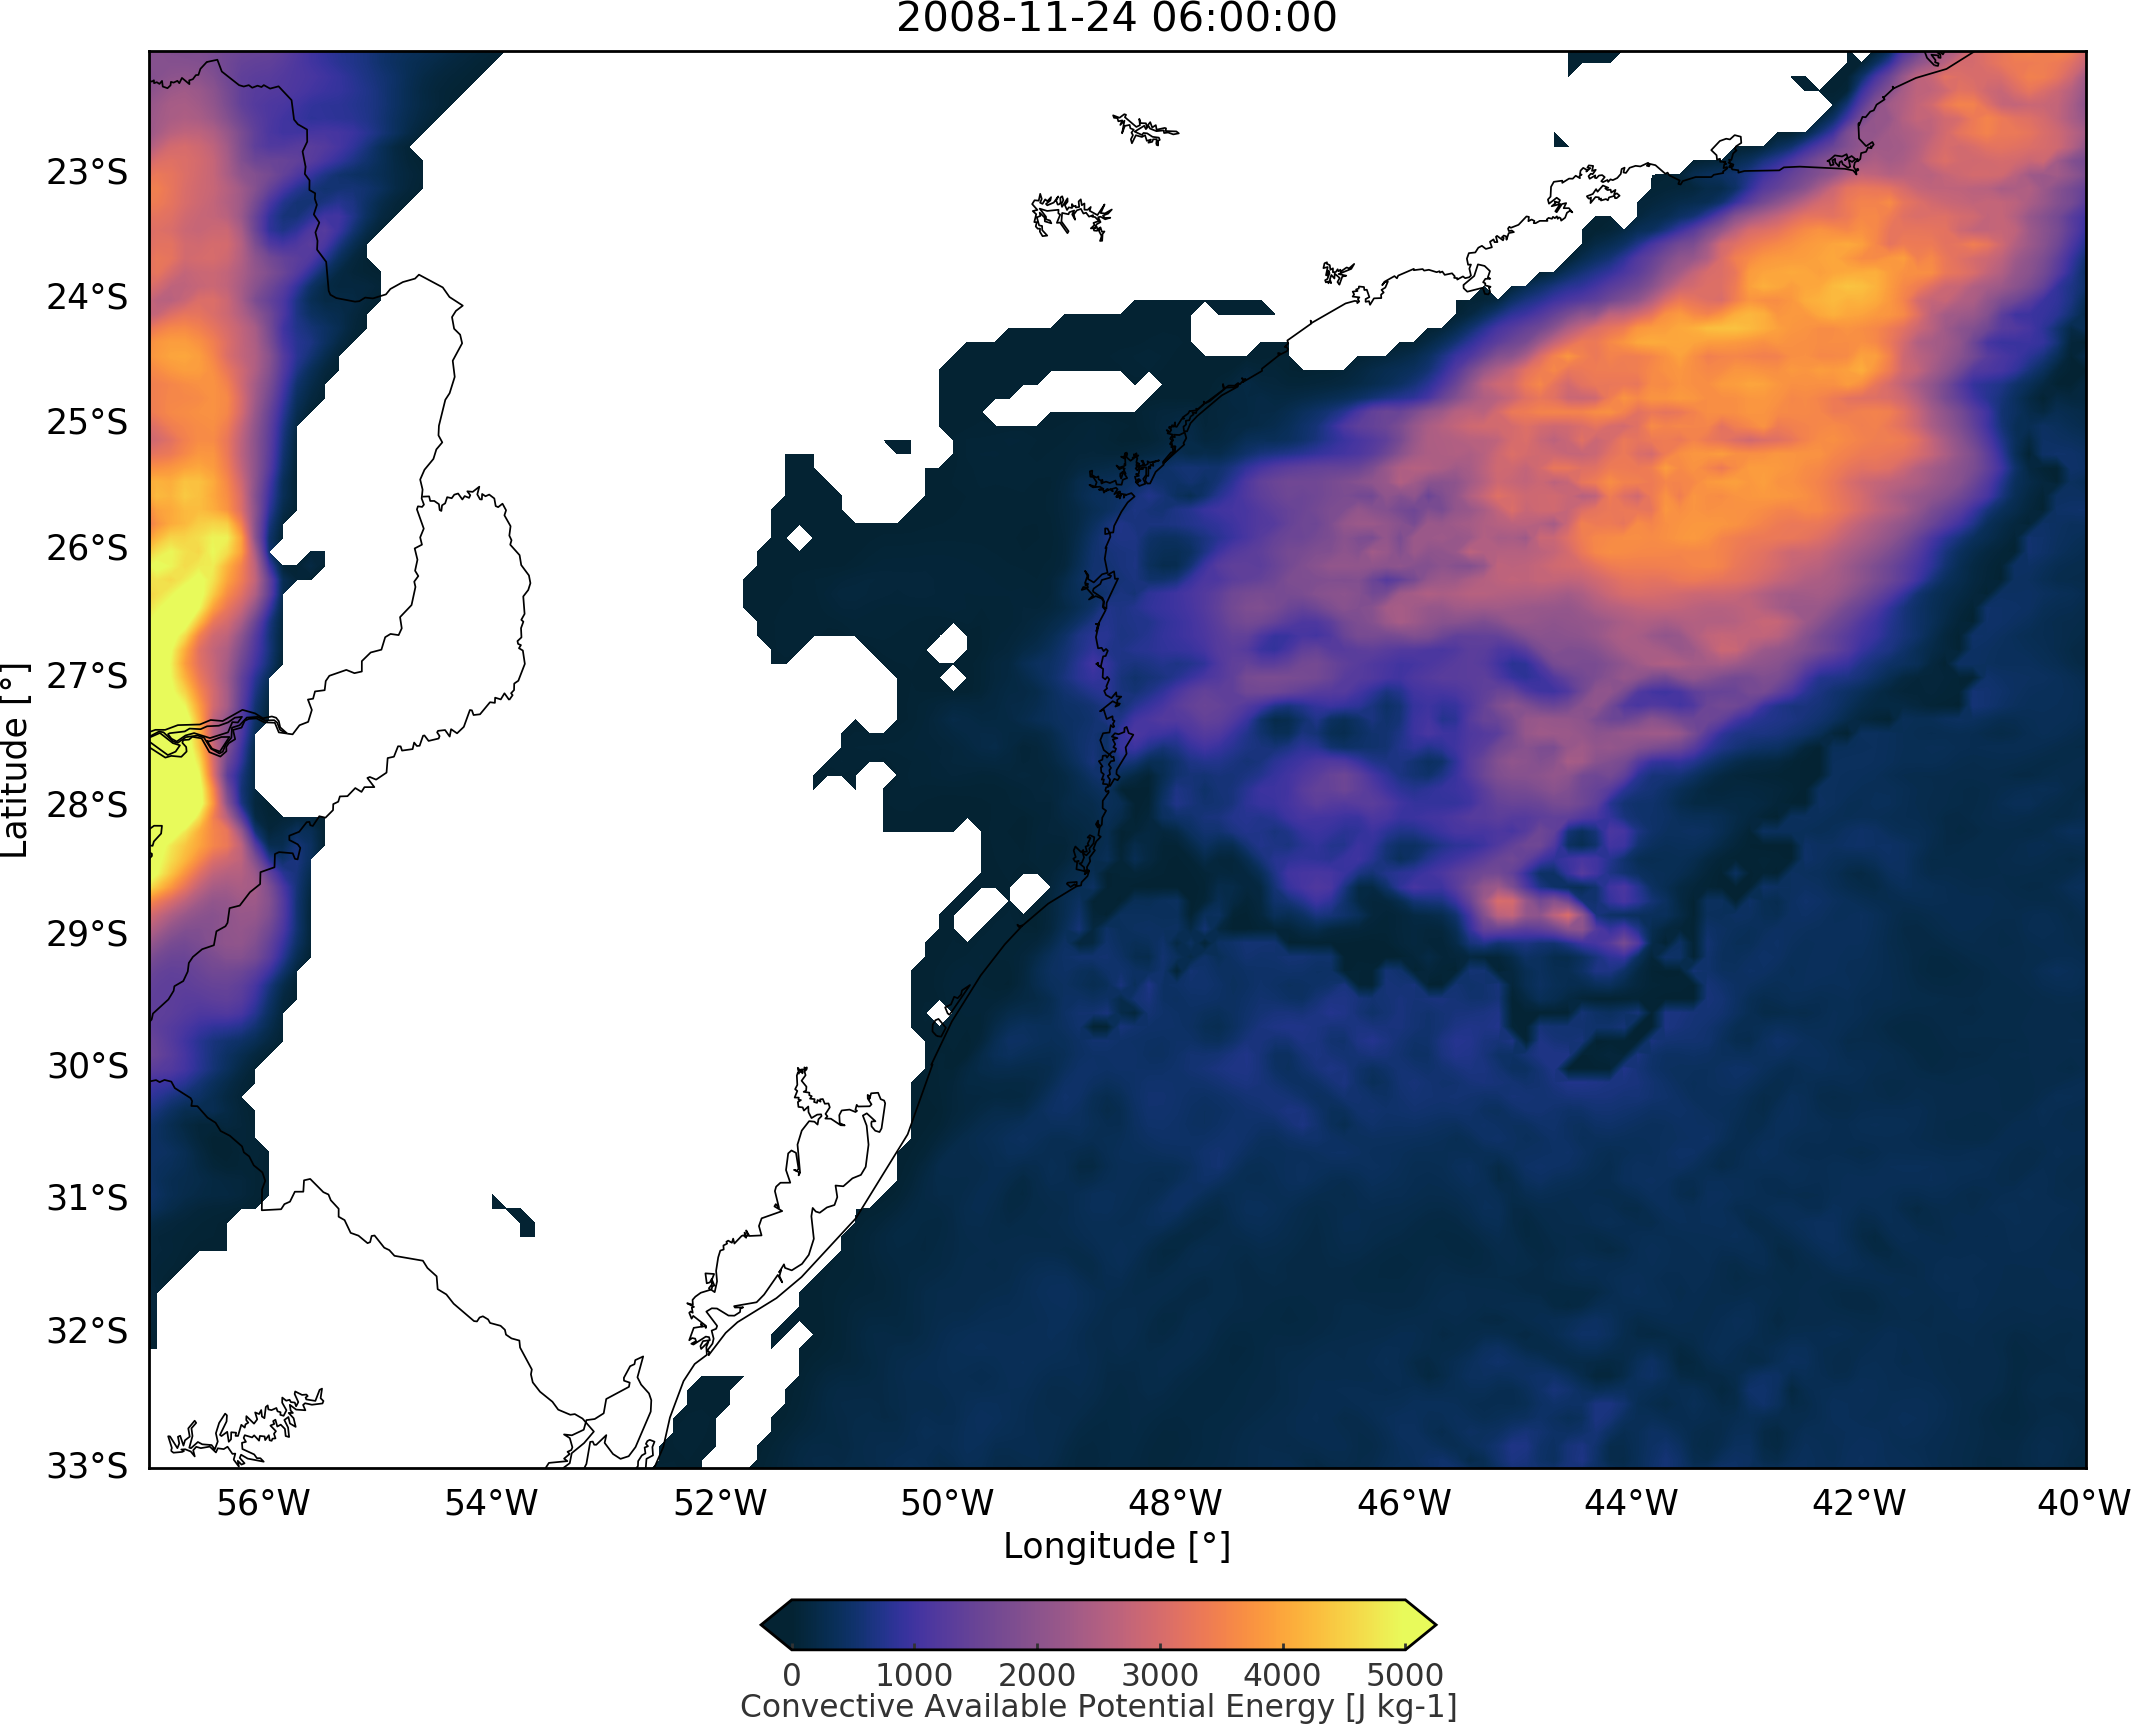 2008-11-24 06:00:00
23°S
24°S
25°S
26°S
27°S
28°S
29°S
30°S
31°S
32°S
33°S
Latitude [°]
56°W 54°W 52°W 50°W 48°W 46°W 44°W 42°W 40°W
Longitude [°]
0 1000 2000 3000 4000 5000
Convective Available Potential Energy [J kg-1]